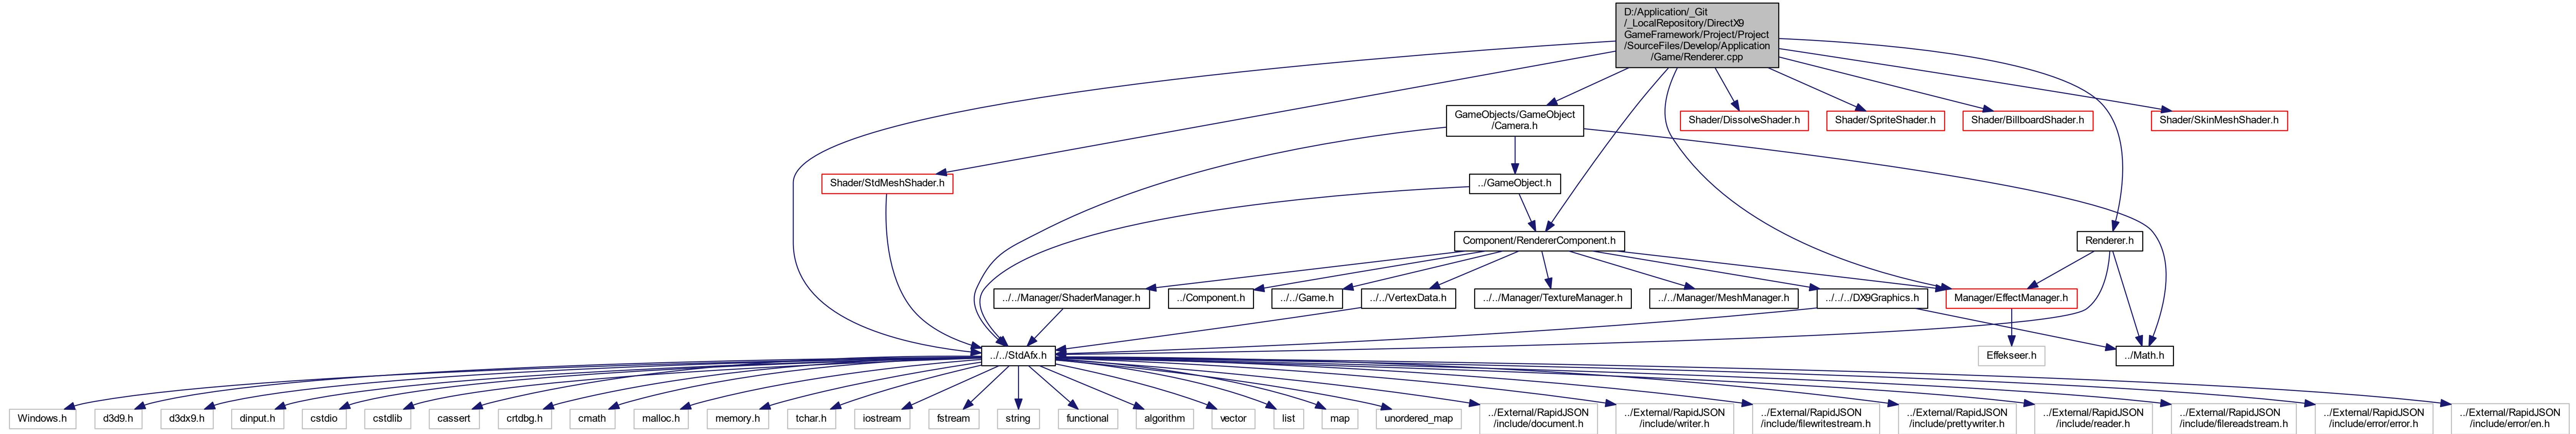 D:/Application/_Git
/_LocalRepository/DirectX9
GameFramework/Project/Project
/SourceFiles/Develop/Application
/Game/Renderer.cpp
GameObjects/GameObject
/Camera.h
Shader/DissolveShader.h
Shader/SpriteShader.h
Shader/BillboardShader.h
Shader/SkinMeshShader.h
Shader/StdMeshShader.h
../GameObject.h
Component/RendererComponent.h
Renderer.h
../../Manager/ShaderManager.h
../Component.h
../../Game.h
../../VertexData.h
../../Manager/TextureManager.h
../../Manager/MeshManager.h
../../../DX9Graphics.h
Manager/EffectManager.h
../../StdAfx.h
Effekseer.h
../Math.h
Windows.h
d3d9.h
d3dx9.h
dinput.h
cstdio
cstdlib
cassert
crtdbg.h
cmath
malloc.h
memory.h
tchar.h
iostream
fstream
string
functional
algorithm
vector
list
map
unordered_map
../External/RapidJSON
/include/document.h
../External/RapidJSON
/include/writer.h
../External/RapidJSON
/include/filewritestream.h
../External/RapidJSON
/include/prettywriter.h
../External/RapidJSON
/include/reader.h
../External/RapidJSON
/include/filereadstream.h
../External/RapidJSON
/include/error/error.h
../External/RapidJSON
/include/error/en.h